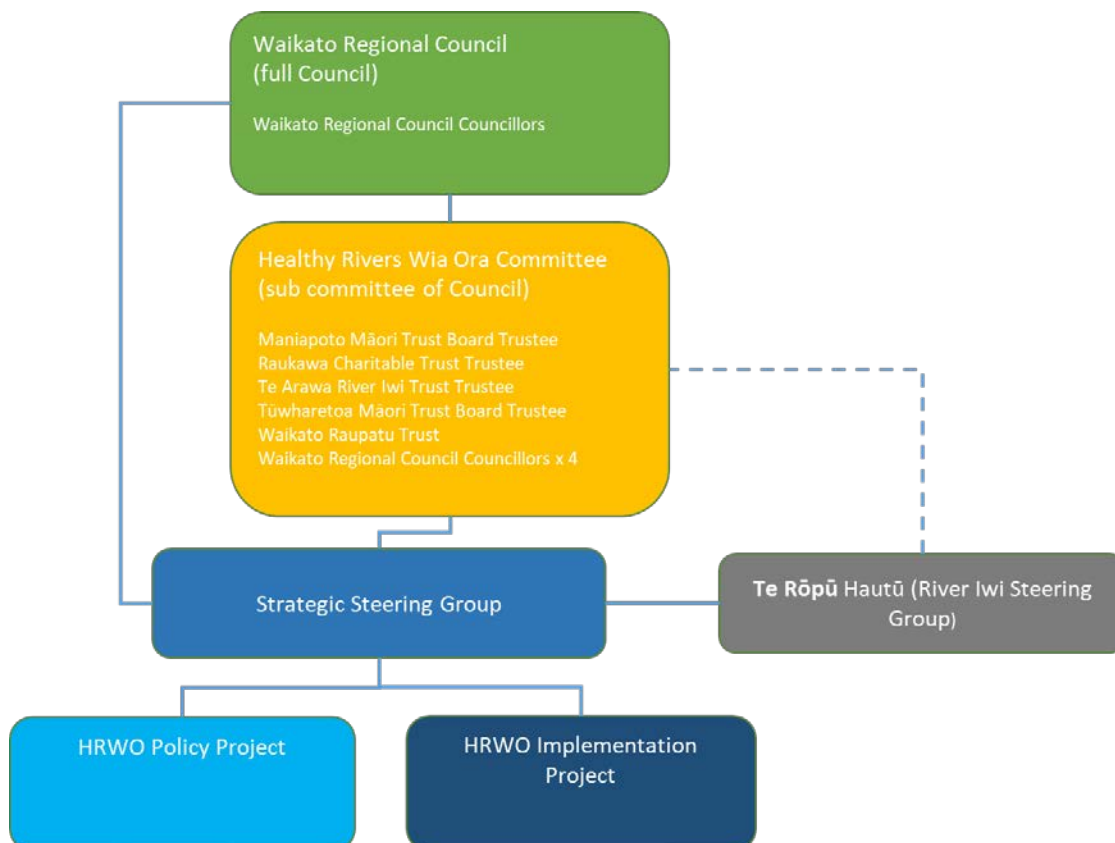 Waikato Regional Council
(full Council)
Waikato Regional Council Councillors
Healthy Rivers Wia Ora Committee
(sub committee of Council)
Maniapoto Māori Trust Board Trustee
Raukawa Charitable Trust Trustee
Te Arawa River Iwi Trust Trustee
Tūwharetoa Māori Trust Board Trustee
Waikato Raupatu Trust
Waikato Regional Council Councillors x 4
Strategic Steering Group
Te Rōpū Hautū (River Iwi Steering
Group)
HRWO Policy Project
HRWO Implementation
Project